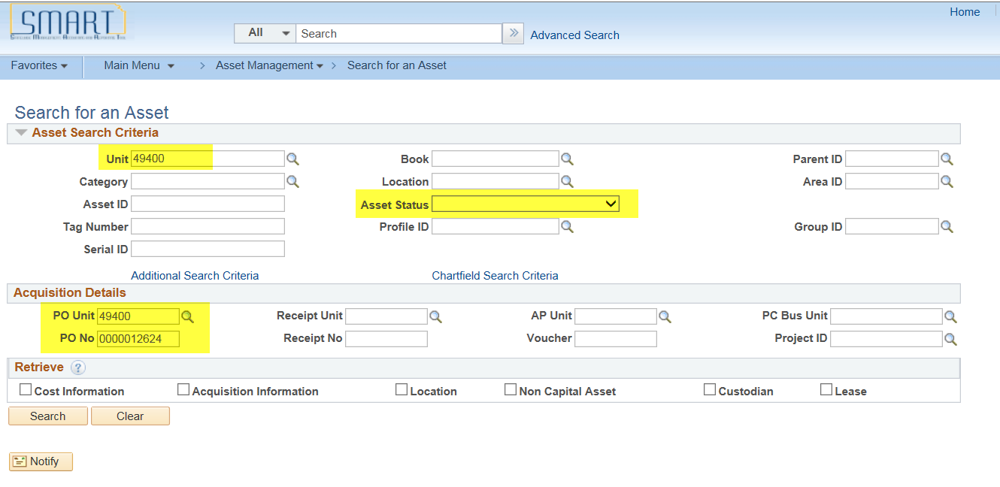 SMART
Home
All Search Advanced Search
Favorites Main Menu > Asset Management > Search for an Asset
Search for an Asset
Asset Search Criteria
Unit 49400 Book Parent ID
Category Location Area ID
Asset ID Asset Status
Tag Number Profile ID Group ID
Serial ID
Additional Search Criteria Chartfield Search Criteria
Acquisition Details
PO Unit 49400 Receipt Unit AP Unit PC Bus Unit
PO No 0000012624 Receipt No Voucher Project ID
Retrieve ?
Cost Information Acquisition Information Location Non Capital Asset Custodian Lease
Search Clear
Notify